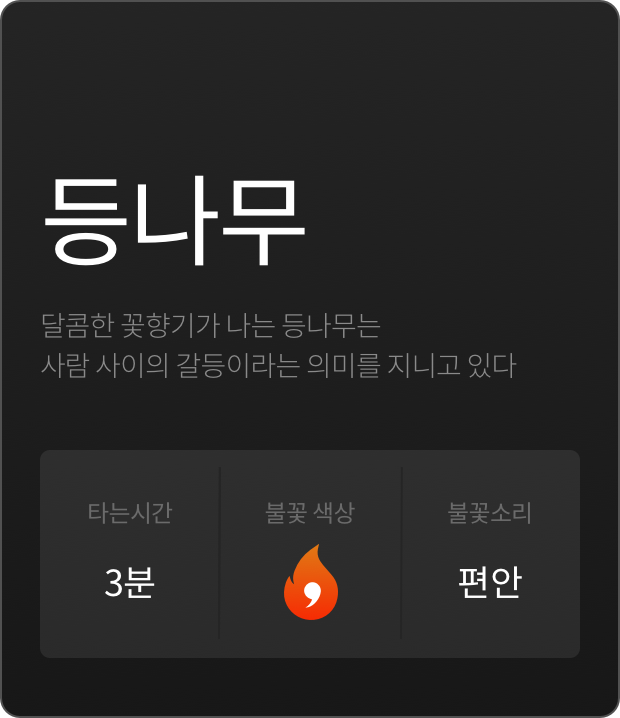 등나무
달콤한 꽃향기가 나는 등나무는
사람 사이의 갈등이라는 의미를 지니고 있다
타는시간
불꽃 색상
불꽃소리
3분
편안